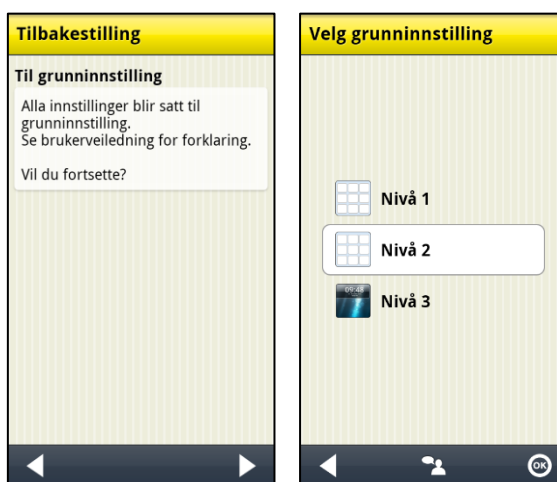 Tilbakestilling
Til grunninnstilling
Alla innstillinger blir satt til
grunninnstilling.
Se brukerveiledning for forklaring.
Vil du fortsette?
Velg grunninnstilling
Nivå 1
Nivå 2
09:48
Nivå 3
OK